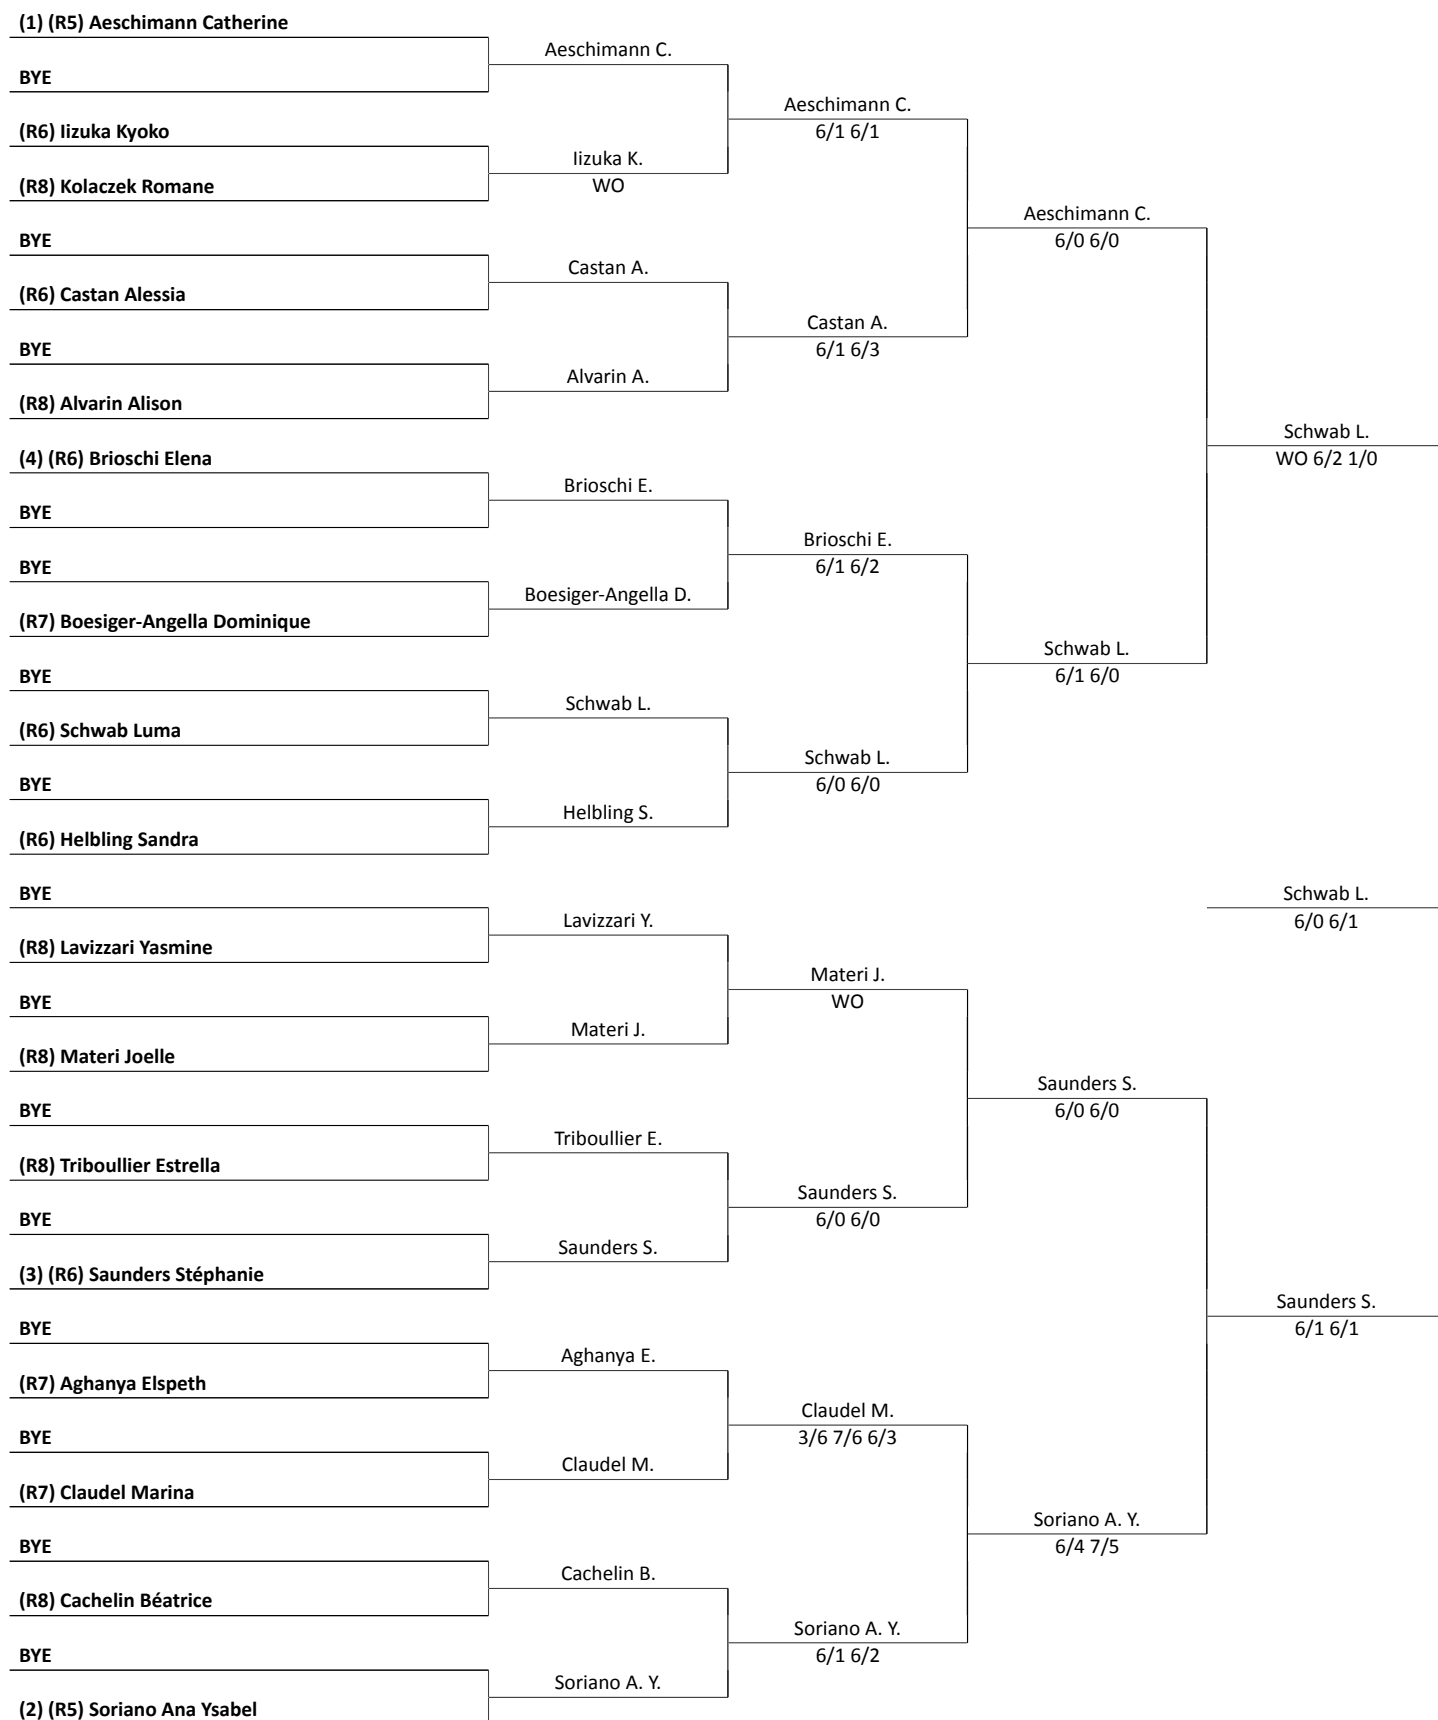 (1) (R5) Aeschimann Catherine
Aeschimann C.
BYE
Aeschimann C.
6/1 6/1
(R6) Iizuka Kyoko
Iizuka K.
WO
(R8) Kolaczek Romane
Aeschimann C.
6/0 6/0
BYE
Castan A.
(R6) Castan Alessia
Castan A.
6/1 6/3
BYE
Alvarin A.
(R8) Alvarin Alison
Schwab L.
WO 6/2 1/0
(4) (R6) Brioschi Elena
Brioschi E.
BYE
Brioschi E.
6/1 6/2
BYE
Boesiger-Angella D.
(R7) Boesiger-Angella Dominique
Schwab L.
6/1 6/0
BYE
Schwab L.
(R6) Schwab Luma
Schwab L.
6/0 6/0
BYE
Helbling S.
(R6) Helbling Sandra
BYE
Schwab L.
6/0 6/1
Lavizzari Y.
(R8) Lavizzari Yasmine
Materi J.
WO
BYE
Materi J.
(R8) Materi Joelle
Saunders S.
6/0 6/0
BYE
Triboullier E.
(R8) Triboullier Estrella
Saunders S.
6/0 6/0
BYE
Saunders S.
(3) (R6) Saunders Stéphanie
Saunders S.
6/1 6/1
BYE
Aghanya E.
(R7) Aghanya Elspeth
Claudel M.
3/6 7/6 6/3
BYE
Claudel M.
(R7) Claudel Marina
Soriano A. Y.
6/4 7/5
BYE
Cachelin B.
(R8) Cachelin Béatrice
Soriano A. Y.
6/1 6/2
BYE
Soriano A. Y.
(2) (R5) Soriano Ana Ysabel